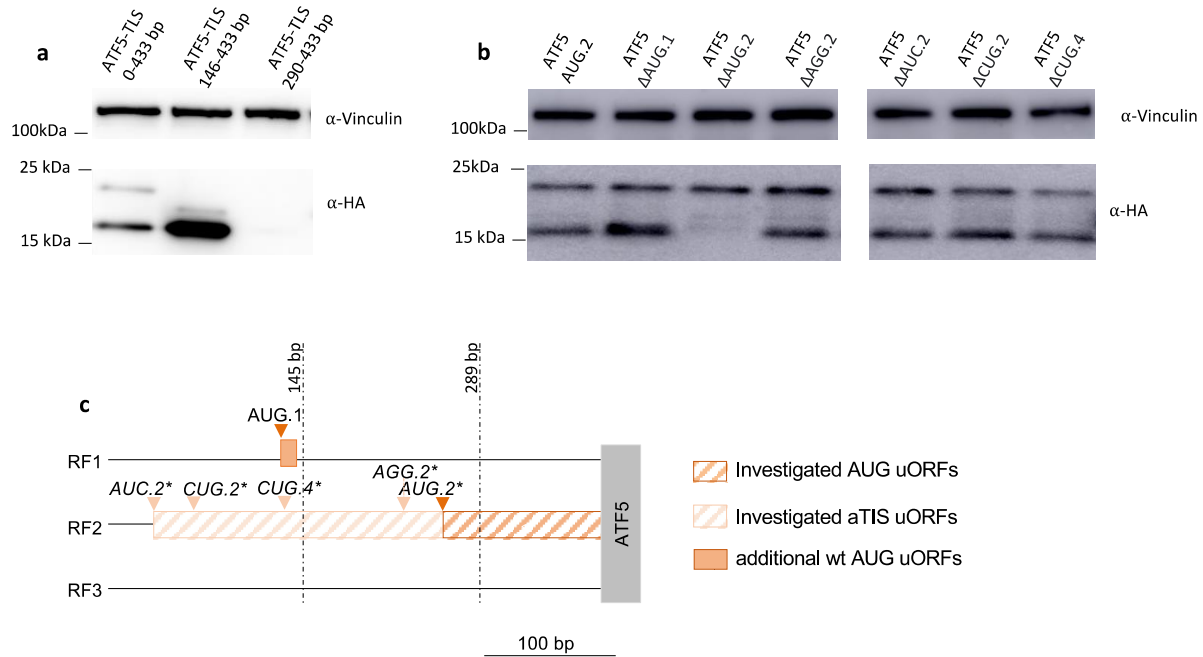 a
ATF5-TLS
0-433 bp
ATF5-TLS
146-433 bp
ATF5-TLS
290-433 bp
100kDa
α-Vinculin
25 kDa
α-HA
15 kDa
b
ATF5
AUG.2
ATF5
ΔAUG.1
ATF5
ΔAUG.2
ATF5
ΔAGG.2
ATF5
ΔAUC.2
ATF5
ΔCUG.2
ATF5
ΔCUG.4
100kDa
α-Vinculin
25kDa
α-HA
15 kDa
c
145 bp
289 bp
AUG.1
RF1
AGG.2*
AUC.2* CUG.2* CUG.4* AUG.2*
RF2
RF3
ATF5
100 bp
Investigated AUG uORFs
Investigated aTIS uORFs
additional wt AUG uORFs